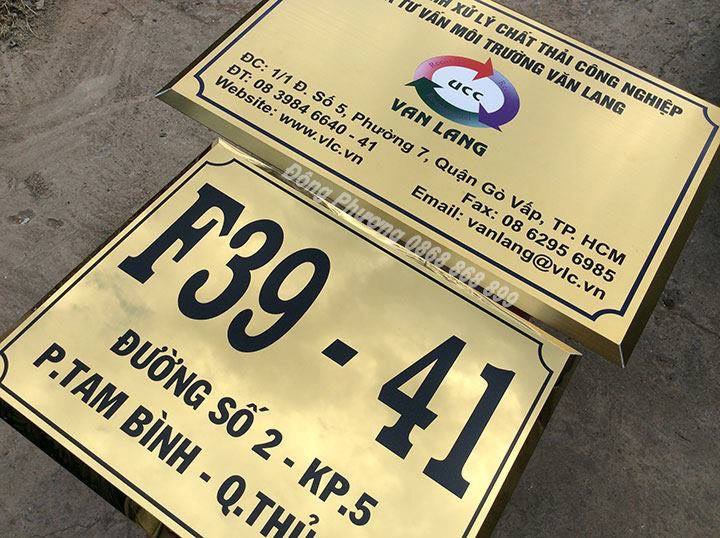 XỬ LÝ CHẤT THẢI CÔNG NGHIỆP
TƯ VẤN MÔI TRƯỜNG VĂN LANG
UCC
VAN LANG
ĐC: 1/1 Đ. Số 5, Phường 7, Quận Gò Vấp, TP. HCM
ĐT: 08 3984 6640 - 41
Fax: 08 6295 6985
Website: www.vlc.vn
Email: vanlang@vlc.vn
Đông Phương 0868 868 899
F39 - 41
ĐƯỜNG SỐ 2 - KP.5
P.TAM BÌNH - Q.THỦ